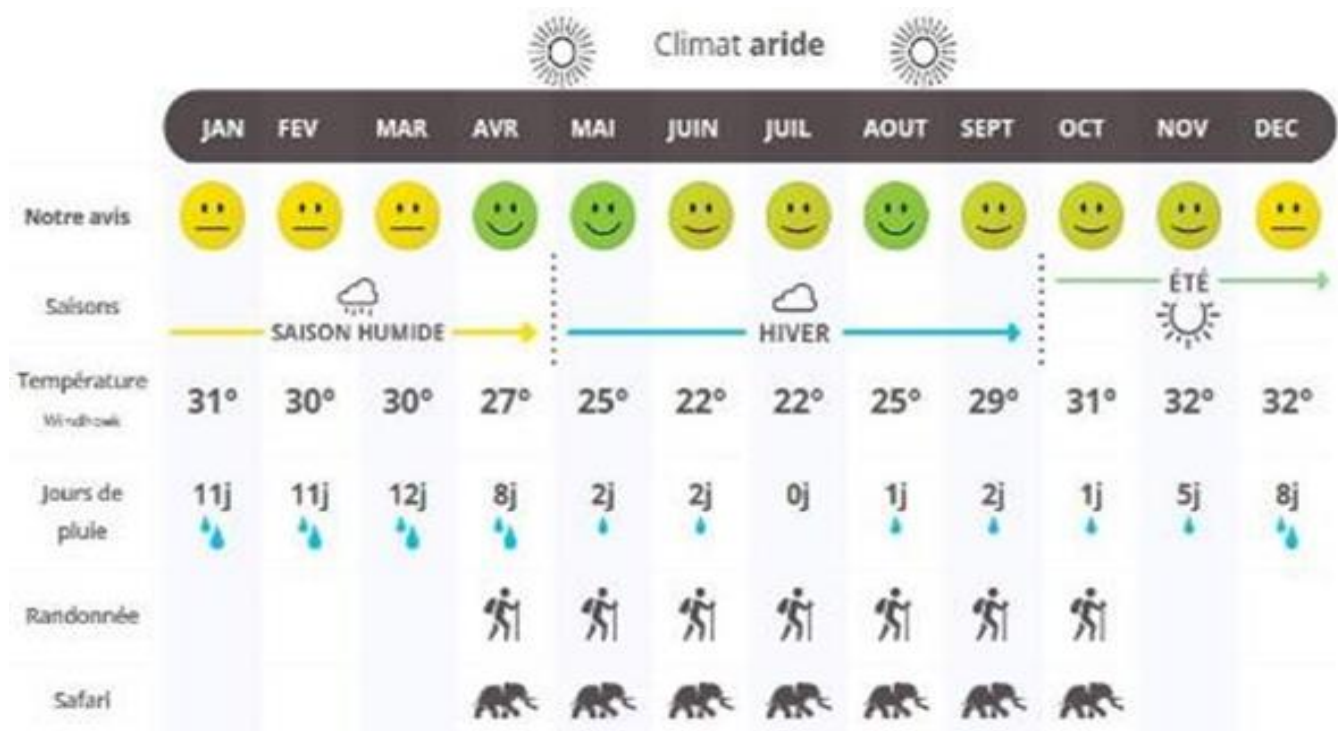 Climat aride
JAN FEV MAR AVR MAI JUIN JUIL AOUT SEPT OCT NOV DEC
Notre avis
Saisons
SAISON HUMIDE
HIVER
ÉTÉ
Température
Windhoek
31° 30° 30° 27° 25° 22° 22° 25° 29° 31° 32° 32°
Jours de
pluie
11j 11j 12j 8j 2j 2j 0j 1j 2j 1j 5j 8j
Randonnée
Safari